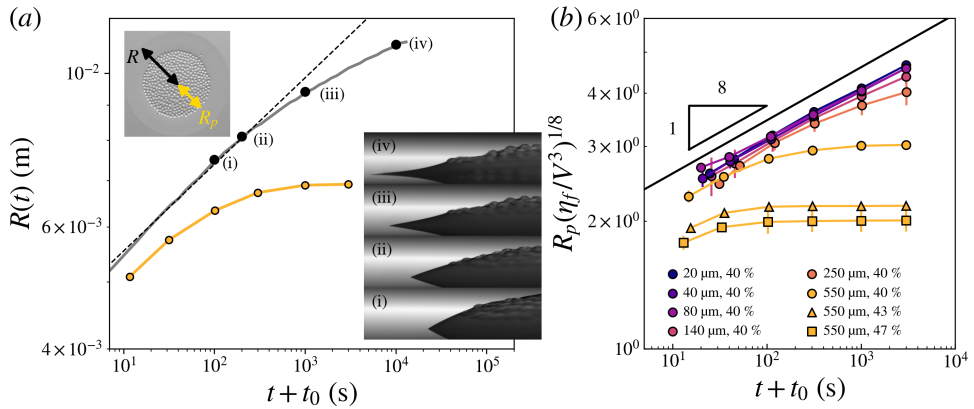 (a)
R(t) (m)
10⁻²
6 × 10⁻³
4 × 10⁻³
R
R_p
(i)
(ii)
(iii)
(iv)
(iv)
(iii)
(ii)
(i)
10¹ 10² 10³ 10⁴ 10⁵
t + t₀ (s)
(b)
R_p(η_f/V³)^{1/8}
6 × 10⁰
4 × 10⁰
3 × 10⁰
2 × 10⁰
10⁰
8
1
20 μm, 40 %
40 μm, 40 %
80 μm, 40 %
140 μm, 40 %
250 μm, 40 %
550 μm, 40 %
550 μm, 43 %
550 μm, 47 %
10¹ 10² 10³ 10⁴
t + t₀ (s)